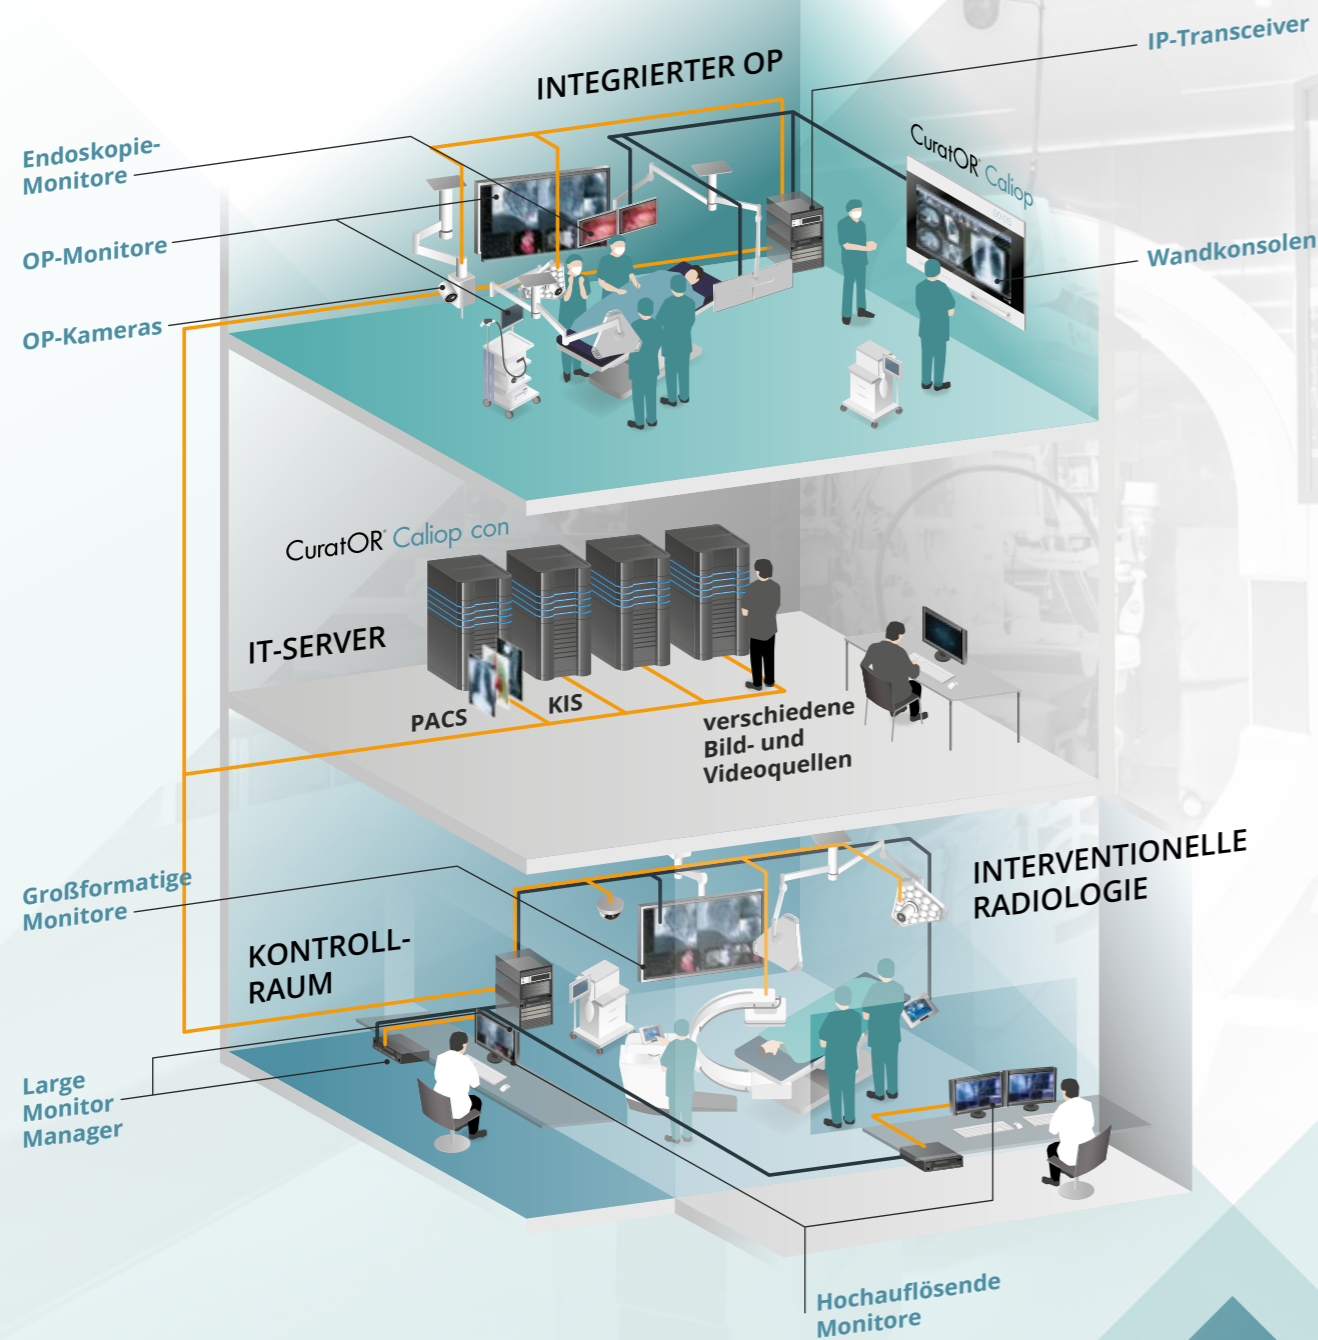 INTEGRIERTER OP
IP-Transceiver
Endoskopie-
Monitore
CuratOR® Caliop
OP-Monitore
Wandkonsolen
OP-Kameras
CuratOR® Caliop con
IT-SERVER
PACS
KIS
verschiedene
Bild- und
Videoquellen
INTERVENTIONELLE
RADIOLOGIE
Großformatige
Monitore
KONTROLL-
RAUM
Large
Monitor
Manager
Hochauflösende
Monitore